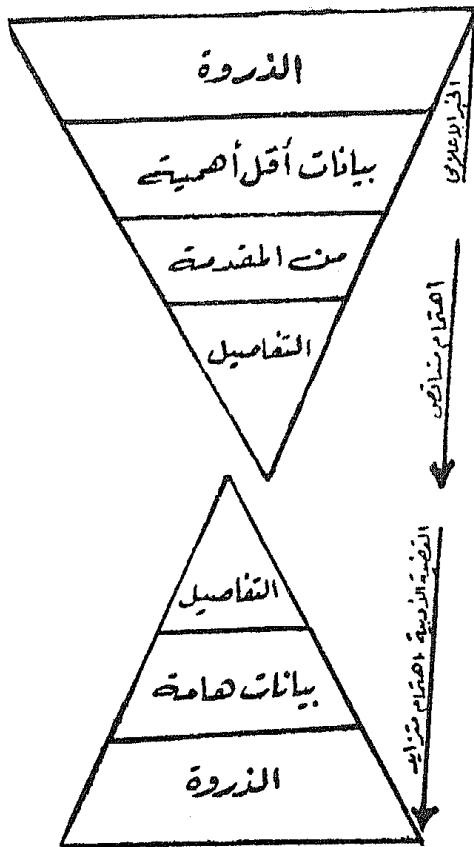 الذروة
بيانات أقل أهمية
من المقدمة
التفاصيل
الخبر الإعلامي
اهتمام متناقص
التفاصيل
بيانات هامة
الذروة
القصة الأدبية. اهتمام متزايد